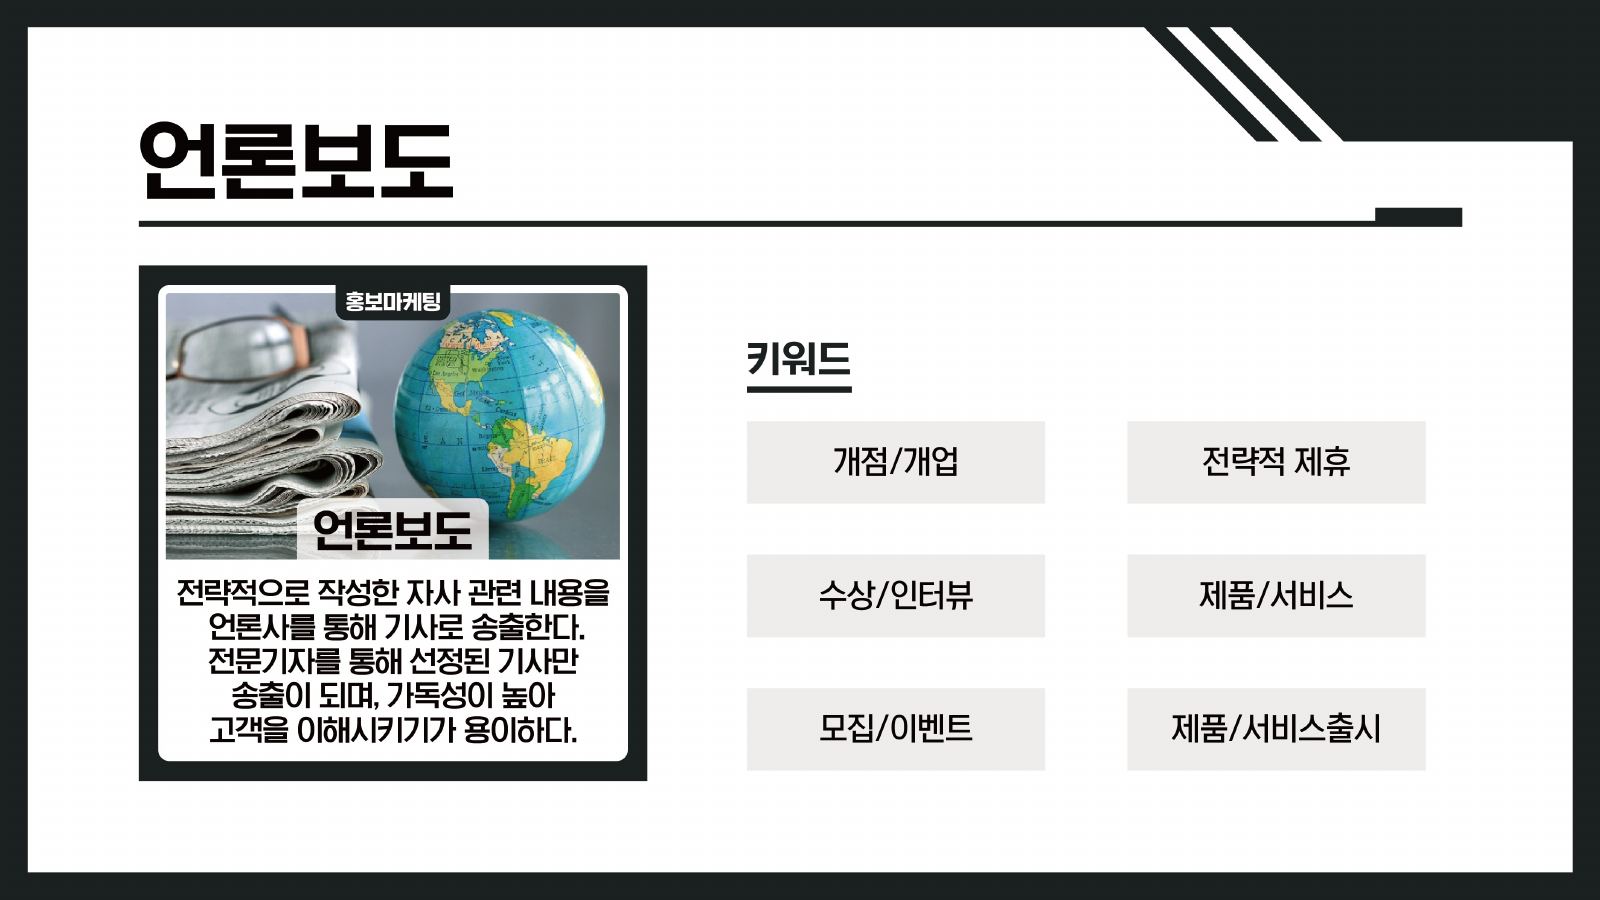 언론보도
홍보마케팅
언론보도
전략적으로 작성한 자사 관련 내용을
언론사를 통해 기사로 송출한다.
전문기자를 통해 선정된 기사만
송출이 되며, 가독성이 높아
고객을 이해시키기가 용이하다.
키워드
개점/개업
전략적 제휴
수상/인터뷰
제품/서비스
모집/이벤트
제품/서비스출시